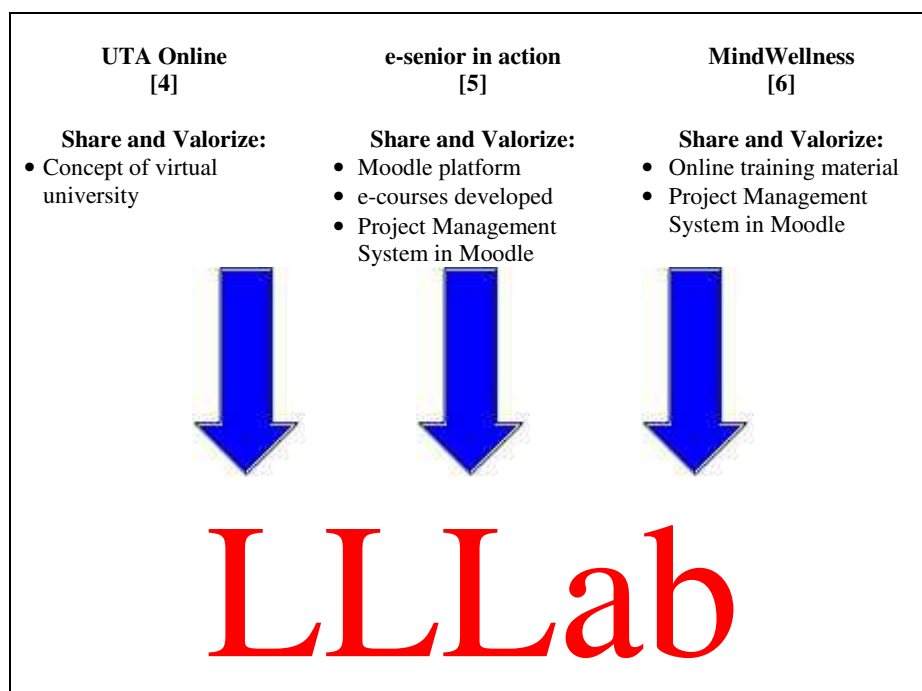 UTA Online
[4]
Share and Valorize:
• Concept of virtual
university
e-senior in action
[5]
Share and Valorize:
• Moodle platform
• e-courses developed
• Project Management
System in Moodle
MindWellness
[6]
Share and Valorize:
• Online training material
• Project Management
System in Moodle
LLLab